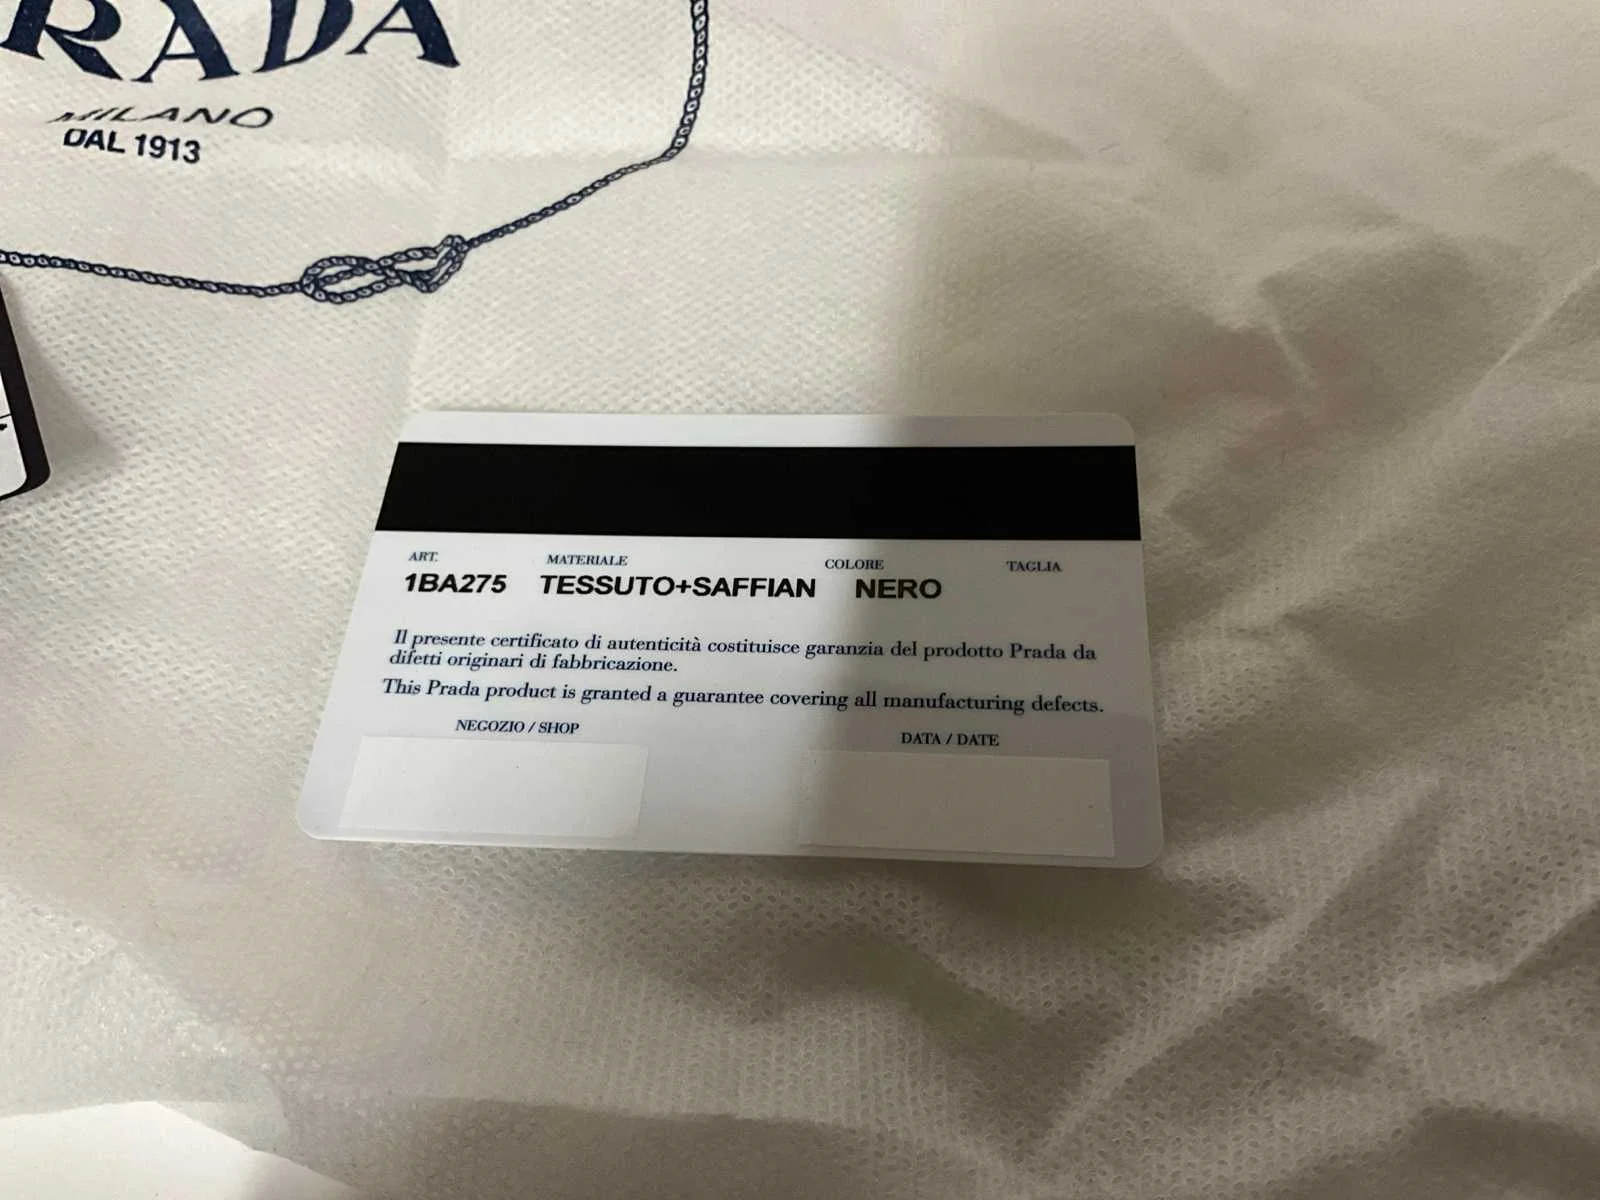 PRADA
MILANO
DAL 1913
ART. MATERIALE COLORE TAGLIA
1BA275 TESSUTO+SAFFIAN NERO
Il presente certificato di autenticità costituisce garanzia del prodotto Prada da
difetti originari di fabbricazione.
This Prada product is granted a guarantee covering all manufacturing defects.
NEGOZIO / SHOP DATA / DATE